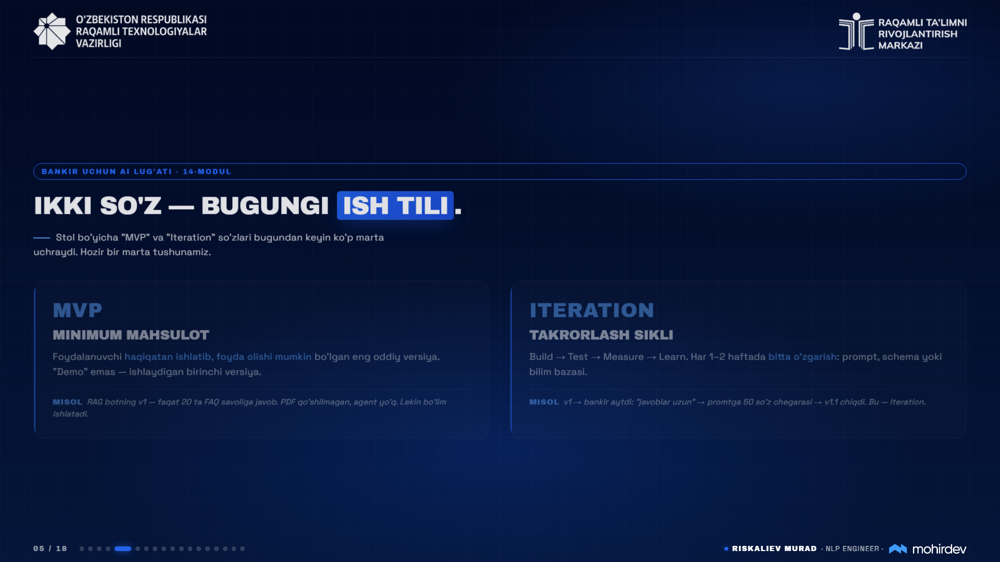 O'ZBEKISTON RESPUBLIKASI
RAQAMLI TEXNOLOGIYALAR
VAZIRLIGI
RAQAMLI TA'LIMNI
RIVOJLANTIRISH
MARKAZI
BANKIR UCHUN AI LUG'ATI · 14-MODUL
IKKI SO'Z — BUGUNGI ISH TILI.
Stol bo’yicha ”MVP” va ”Iteration” so’zlari bugundan keyin ko’p marta
uchraydi. Hozir bir marta tushunamiz.
MVP
MINIMUM MAHSULOT
Foydalanuvchi haqiqatan ishlatib, foyda olishi mumkin bo’lgan eng oddiy versiya.
”Demo” emas — ishlaydigan birinchi versiya.
MISOL RAG botning v1 — faqat 20 ta FAQ savoliga javob. PDF qo’shilmagan, agent yo’q. Lekin bo’lim
ishlatadi.
ITERATION
TAKRORLASH SIKLI
Build → Test → Measure → Learn. Har 1–2 haftada bitta o’zgarish: prompt, schema yoki
bilim bazasi.
MISOL v1 → bankir aytdi: ”javoblar uzun” → promtga 50 so’z chegarasi → v1.1 chiqdi. Bu — Iteration.
05 / 18
RISKALIEV MURAD · NLP ENGINEER ·
mohirdev